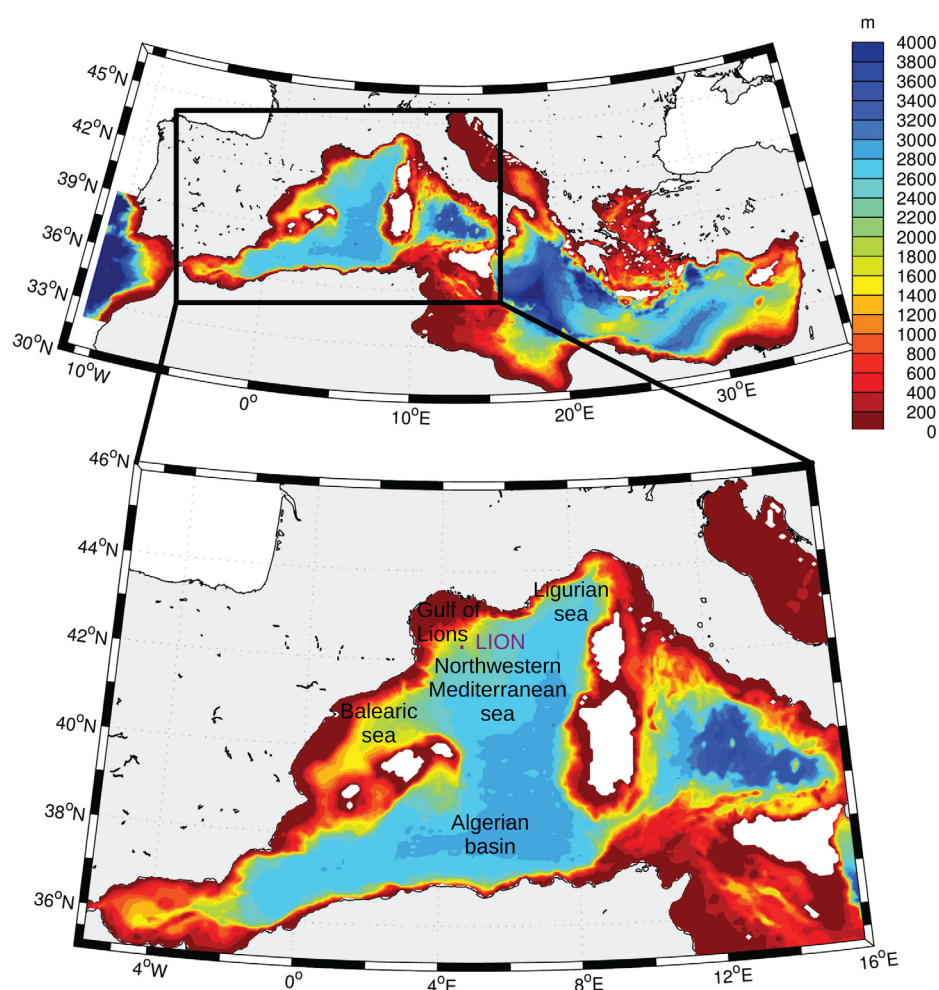 m
4000
3600
3400
3000
2800
2600
2400
2200
2000
1800
1600
1400
1200
1000
800
600
400
200
0
45°N
42°N
39°N
36°N
33°N
30°N
10°W
0°
10°E
20°E
30°E
46°N
44°N
42°N
40°N
38°N
36°N
4°W
0°
4°E
8°E
12°E
16°E
Ligurian
sea
Gulf of
Lions
LION
Northwestern
Mediterranean
sea
Balearic
sea
Algerian
basin